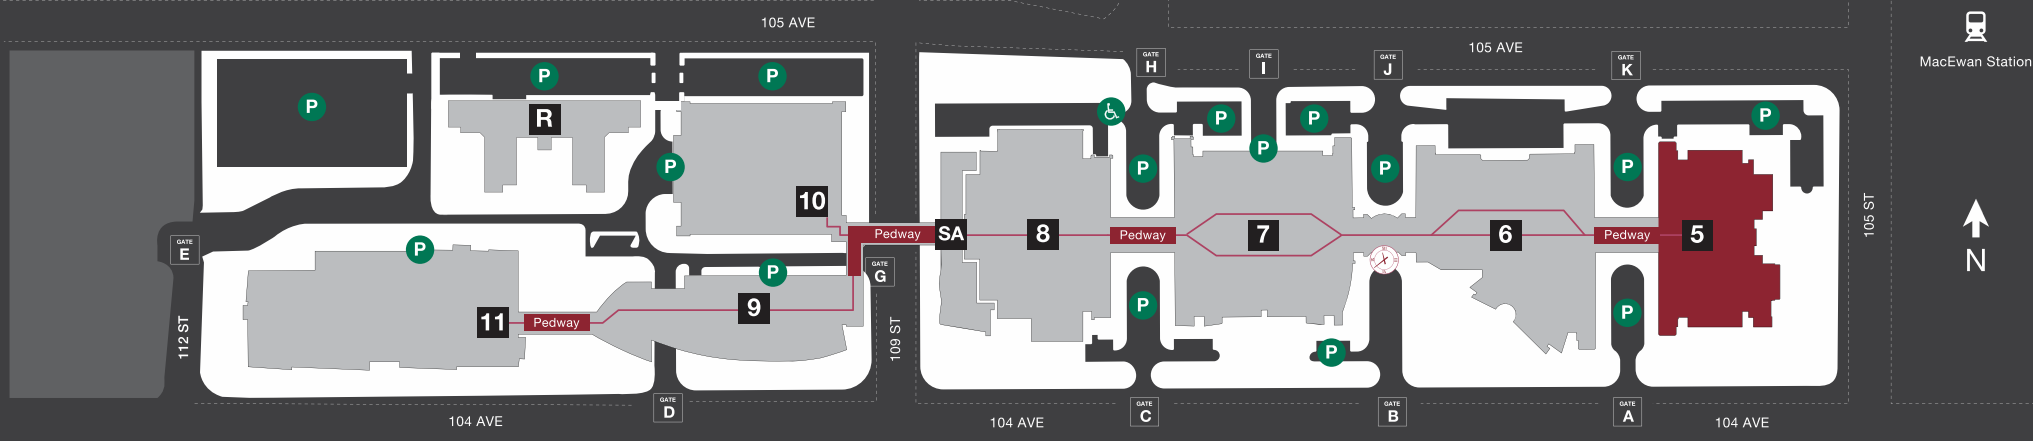 105 AVE
105 AVE
MacEwan Station
GATE
H
GATE
I
GATE
J
GATE
K
P
P
P
R
P
P
P
P
P
P
P
P
P
10
SA
8
7
6
5
Pedway
Pedway
Pedway
105 ST
N
GATE
E
P
P
GATE
G
9
11
Pedway
P
P
P
112 ST
109 ST
GATE
D
GATE
C
GATE
B
GATE
A
104 AVE
104 AVE
104 AVE